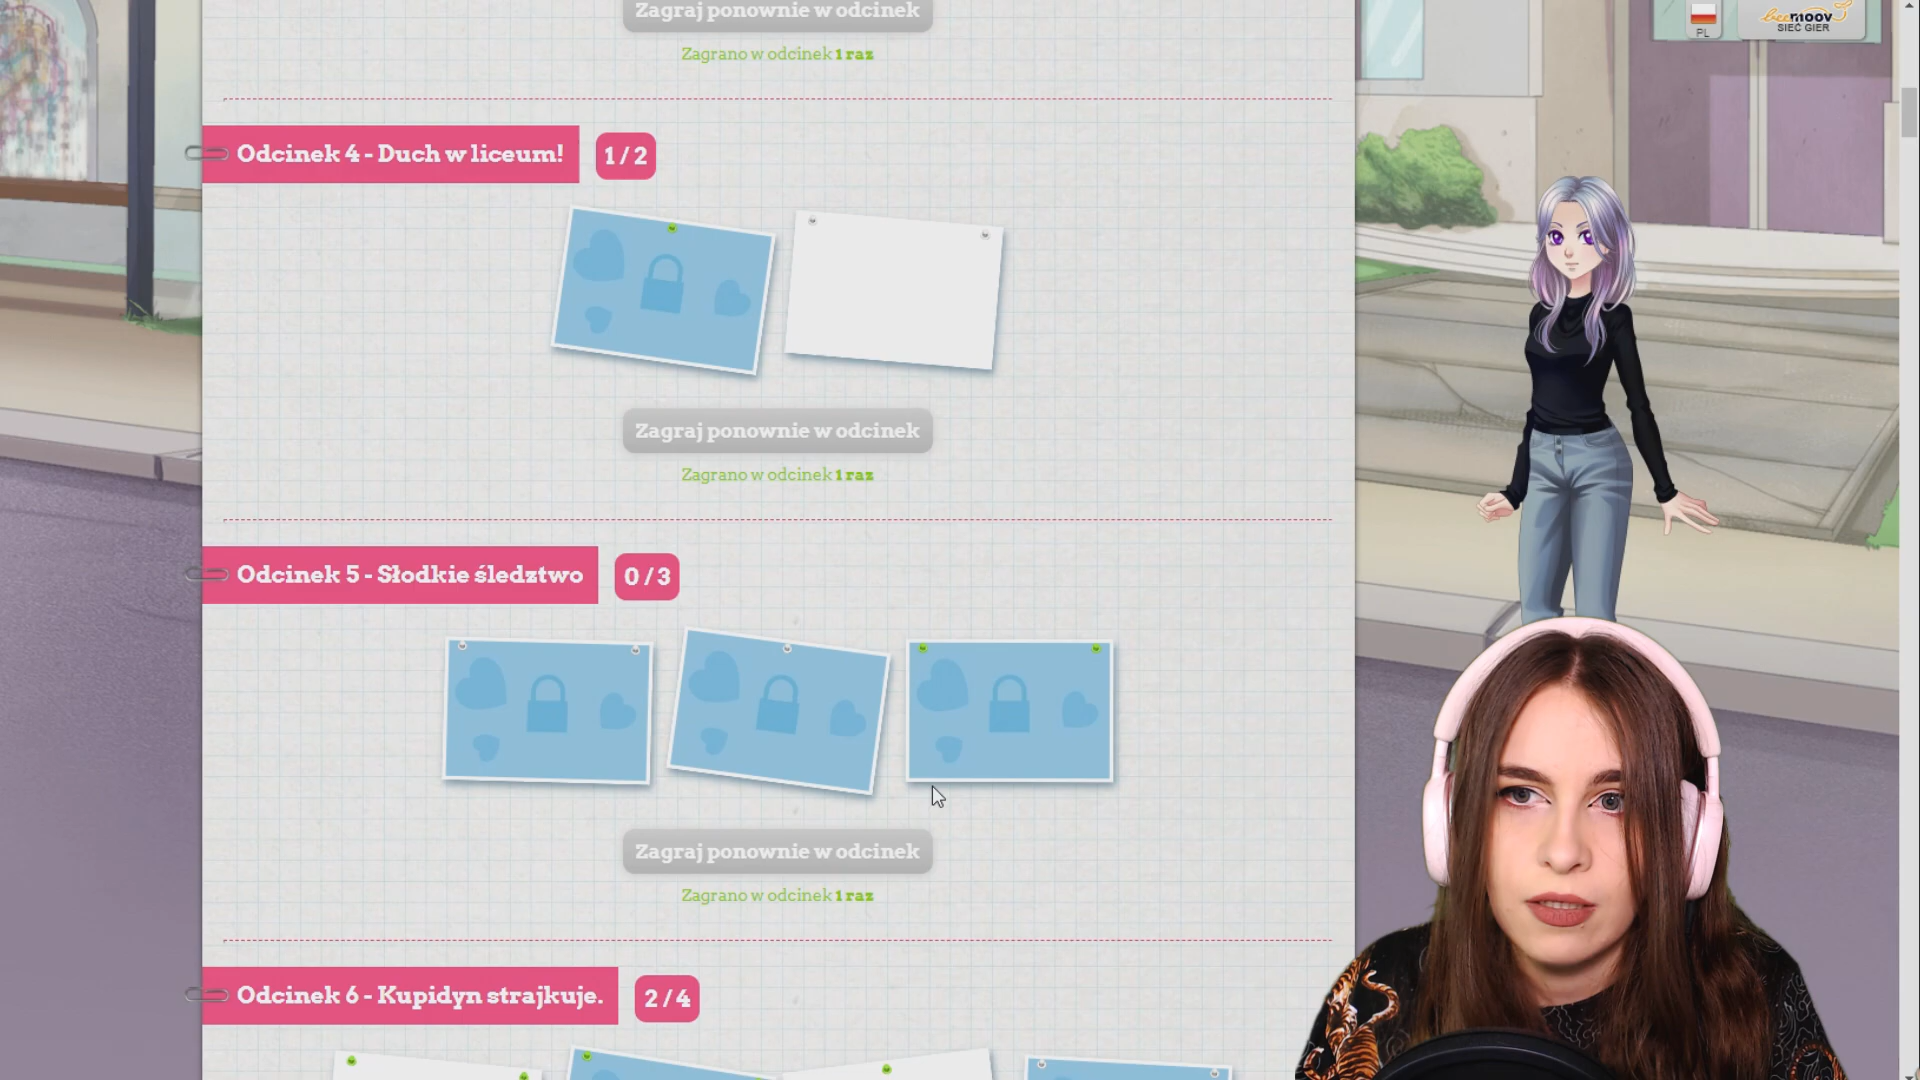 Zagraj ponownie w odcinek
Zagrano w odcinek 1 raz
PL
beemoov
SIEĆ GIER
Odcinek 4 - Duch w liceum!
1 / 2
Zagraj ponownie w odcinek
Zagrano w odcinek 1 raz
Odcinek 5 - Słodkie śledztwo
0 / 3
Zagraj ponownie w odcinek
Zagrano w odcinek 1 raz
Odcinek 6 - Kupidyn strajkuje.
2 / 4